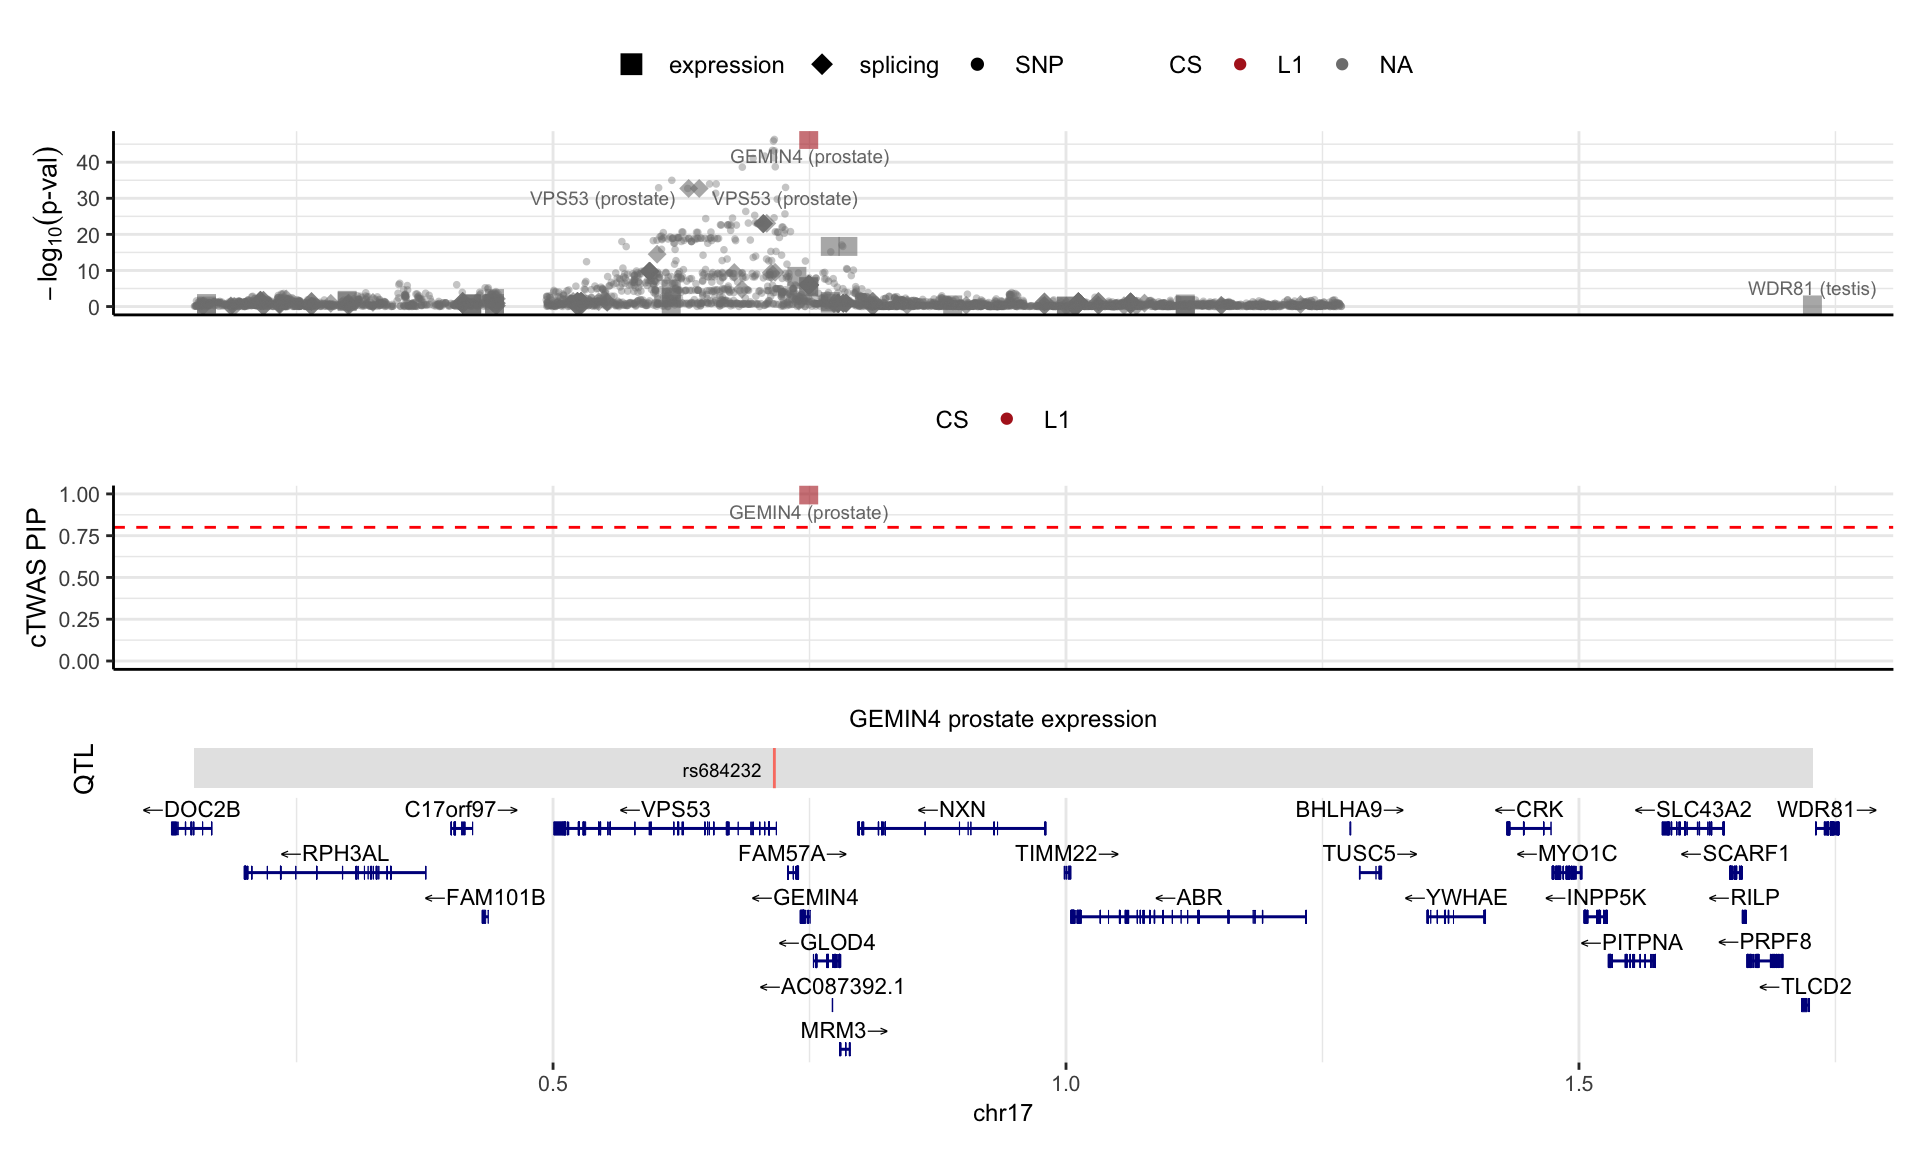 expression splicing SNP CS L1 NA
−log10(p-val)
40
30
20
10
0
GEMIN4 (prostate)
VPS53 (prostate) VPS53 (prostate)
WDR81 (testis)
CS L1
cTWAS PIP
1.00
0.75
0.50
0.25
0.00
GEMIN4 (prostate)
GEMIN4 prostate expression
QTL
rs684232
←DOC2B C17orf97→ ←VPS53 ←NXN BHLHA9→ ←CRK ←SLC43A2 WDR81→
←RPH3AL FAM57A→ TIMM22→ TUSC5→ ←MYO1C ←SCARF1
←FAM101B ←GEMIN4 ←ABR ←YWHAE ←INPP5K ←RILP
←GLOD4 ←PITPNA ←PRPF8
←AC087392.1 ←TLCD2
MRM3→
0.5 1.0 1.5
chr17